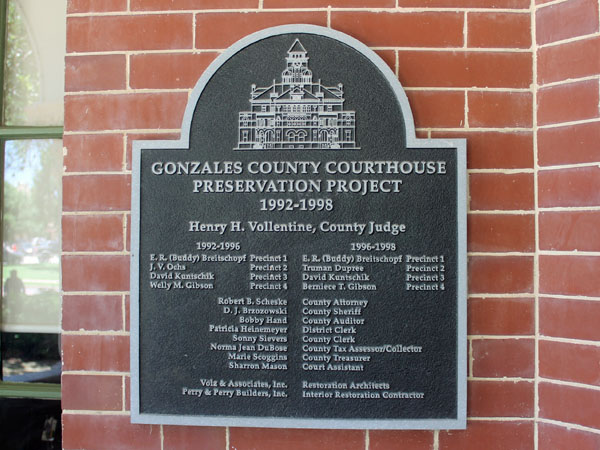 GONZALES COUNTY COURTHOUSE
PRESERVATION PROJECT
1992-1998
Henry H. Vollentine, County Judge
1992-1996 1996-1998
E. R. (Buddy) Breitschopf Precinct 1 E. R. (Buddy) Breitschopf Precinct 1
J. V. Ochs Precinct 2 Truman Dupree Precinct 2
David Kuntschik Precinct 3 David Kuntschik Precinct 3
Welly M. Gibson Precinct 4 Berniece T. Gibson Precinct 4
Robert B. Scheske County Attorney
D. J. Brzozowski County Sheriff
Bobby Hand County Auditor
Patricia Heinemeyer District Clerk
Sonny Sievers County Clerk
Norma Jean DuBose County Tax Assessor/Collector
Marie Scoggins County Treasurer
Sharron Mason Court Assistant
Volz & Associates, Inc. Restoration Architects
Perry & Perry Builders, Inc. Interior Restoration Contractor